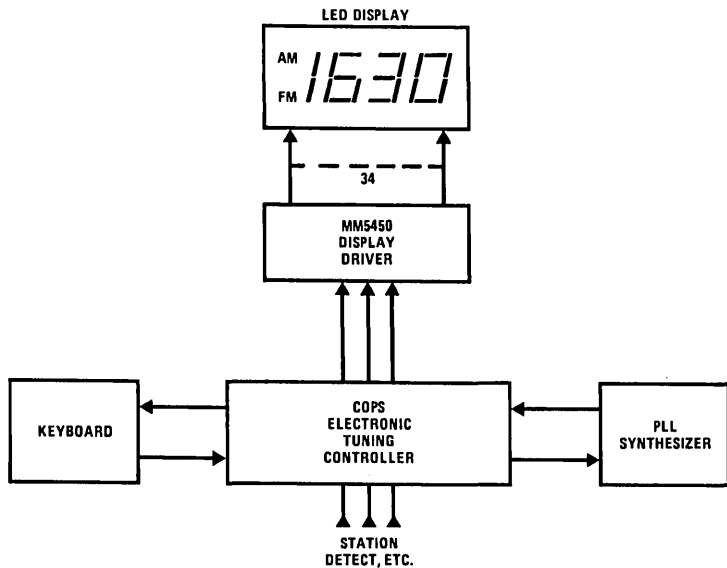 LED DISPLAY
AM
1630
FM
34
MM5450
DISPLAY
DRIVER
KEYBOARD
COPS
ELECTRONIC
TUNING
CONTROLLER
PLL
SYNTHESIZER
STATION
DETECT, ETC.